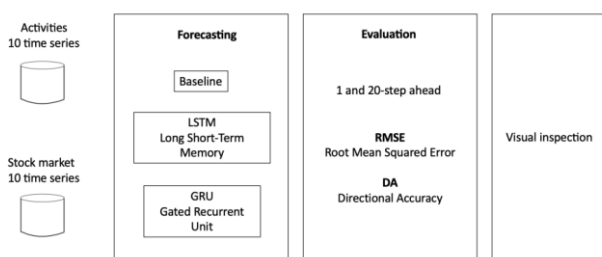 Activities
10 time series
Stock market
10 time series
Forecasting
Baseline
LSTM
Long Short-Term
Memory
GRU
Gated Recurrent
Unit
Evaluation
1 and 20-step ahead
RMSE
Root Mean Squared Error
DA
Directional Accuracy
Visual inspection